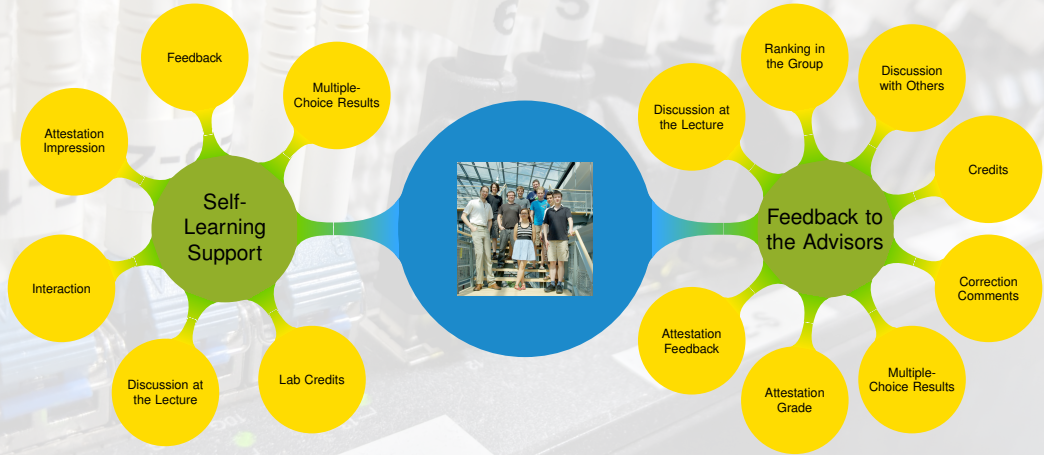 Feedback
Multiple-
Choice Results
Attestation
Impression
Self-
Learning
Support
Interaction
Discussion at
the Lecture
Lab Credits
Ranking in
the Group
Discussion
with Others
Discussion at
the Lecture
Credits
Feedback to
the Advisors
Correction
Comments
Attestation
Feedback
Multiple-
Choice Results
Attestation
Grade